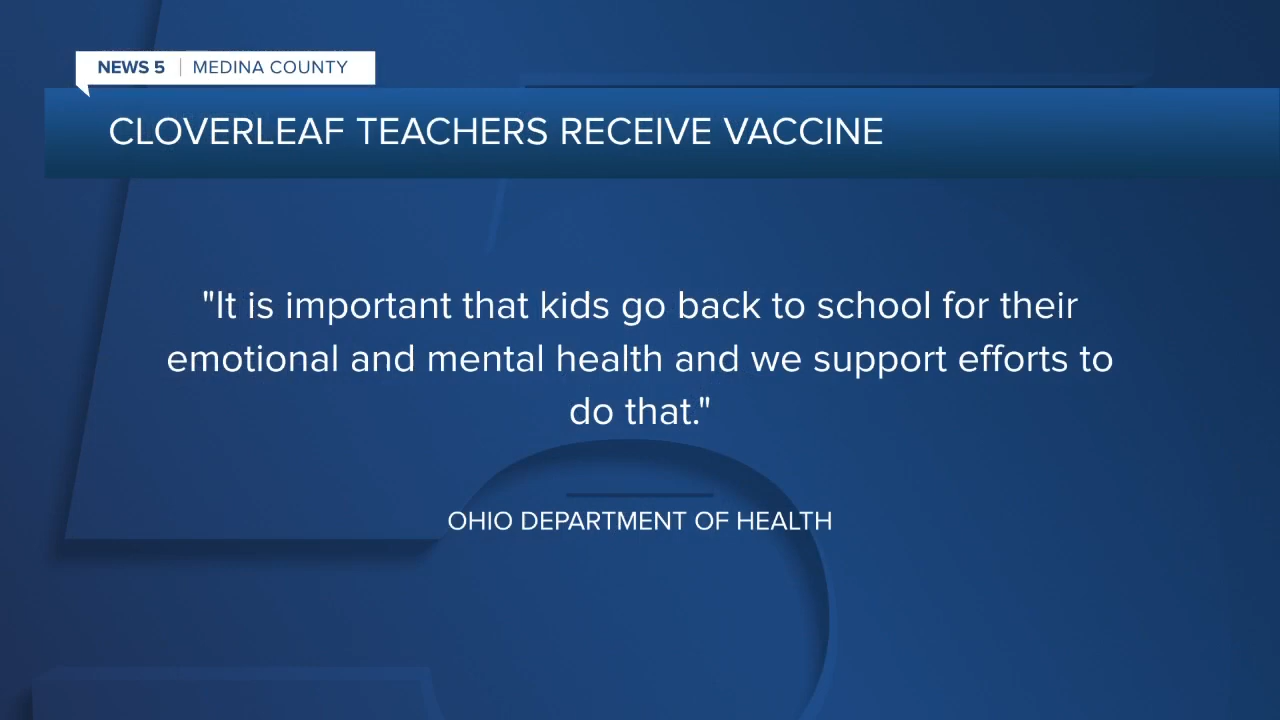 NEWS 5 | MEDINA COUNTY
CLOVERLEAF TEACHERS RECEIVE VACCINE
"It is important that kids go back to school for their
emotional and mental health and we support efforts to
do that."
OHIO DEPARTMENT OF HEALTH